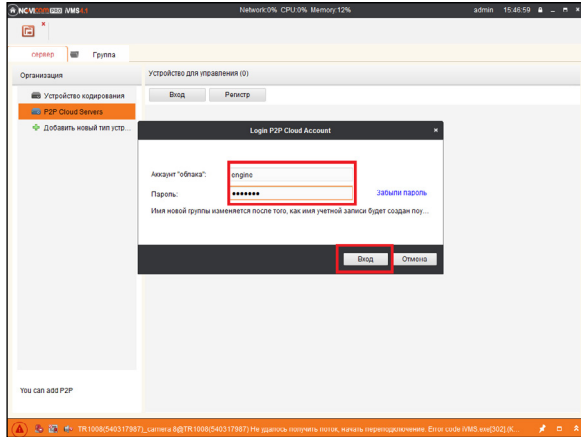 NOVIcam PRO iVMS 4.1 Network:0% CPU:0% Memory:12% admin 15:46:59
сервер Группа
Организация Устройство для управления (0)
Устройство кодирования Вход Регистр
P2P Cloud Servers
Добавить новый тип устр...
Login P2P Cloud Account
Аккаунт "облака": engine
Пароль: ••••••• Забыли пароль
Имя новой группы изменяется после того, как имя учетной записи будет создан поу...
Вход Отмена
You can add P2P
TR1008(540317987)_camera 8@TR1008(540317987) Не удалось получить поток, начать переподключение. Error code iVMS.exe[302].(К...